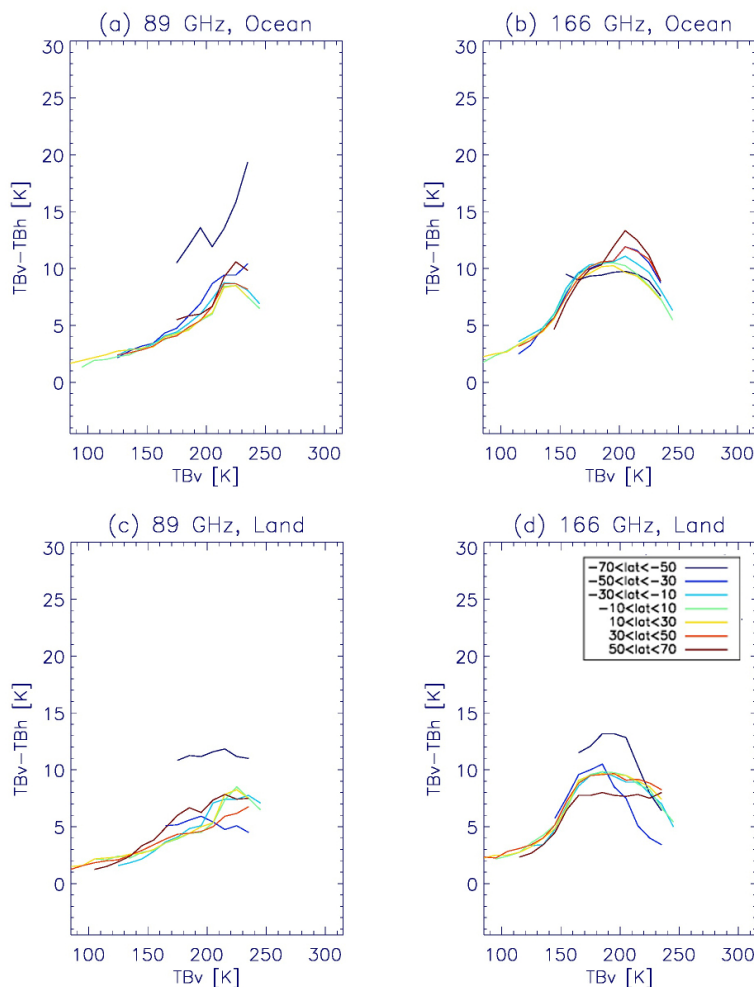 (a) 89 GHz, Ocean
(b) 166 GHz, Ocean
TBv-TBh [K]
30
25
20
15
10
5
0
100 150 200 250 300
TBv [K]
TBv-TBh [K]
30
25
20
15
10
5
0
100 150 200 250 300
TBv [K]
(c) 89 GHz, Land
(d) 166 GHz, Land
TBv-TBh [K]
30
25
20
15
10
5
0
100 150 200 250 300
TBv [K]
TBv-TBh [K]
30
25
20
15
10
5
0
-70<lat<-50
-50<lat<-30
-30<lat<-10
-10<lat<10
10<lat<30
30<lat<50
50<lat<70
100 150 200 250 300
TBv [K]